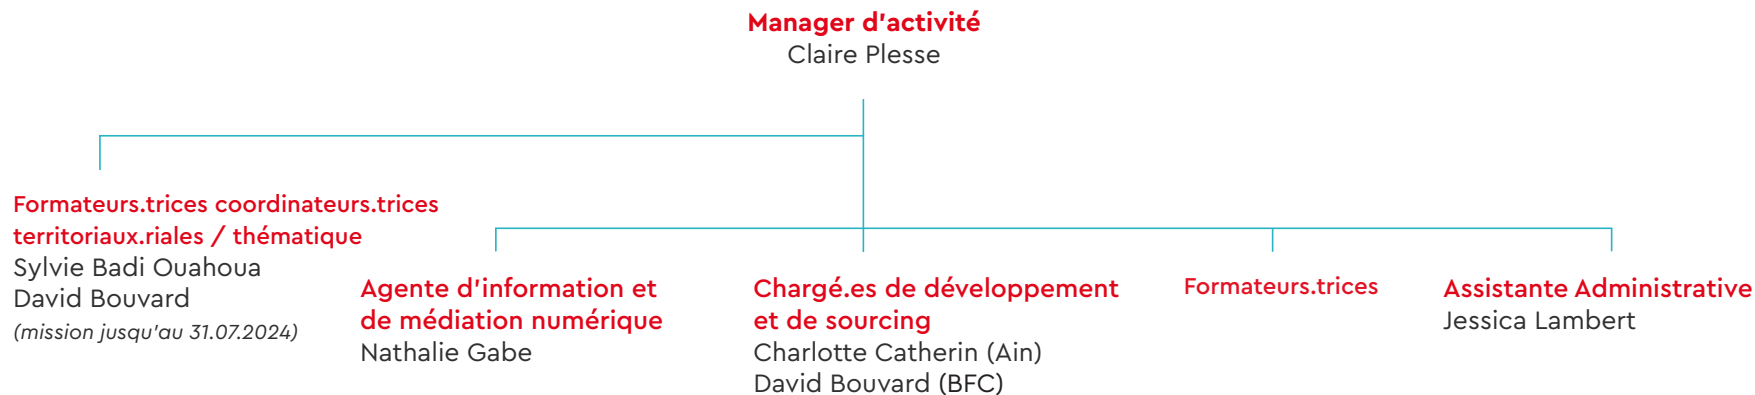 Manager d'activité
Claire Plesse
Formateurs.trices coordinateurs.trices
territoriaux.riales / thématique
Sylvie Badi Ouahoua
David Bouvard
(mission jusqu'au 31.07.2024)
Agente d'information et
de médiation numérique
Nathalie Gabe
Chargé.es de développement
et de sourcing
Charlotte Catherin (Ain)
David Bouvard (BFC)
Formateurs.trices
Assistante Administrative
Jessica Lambert